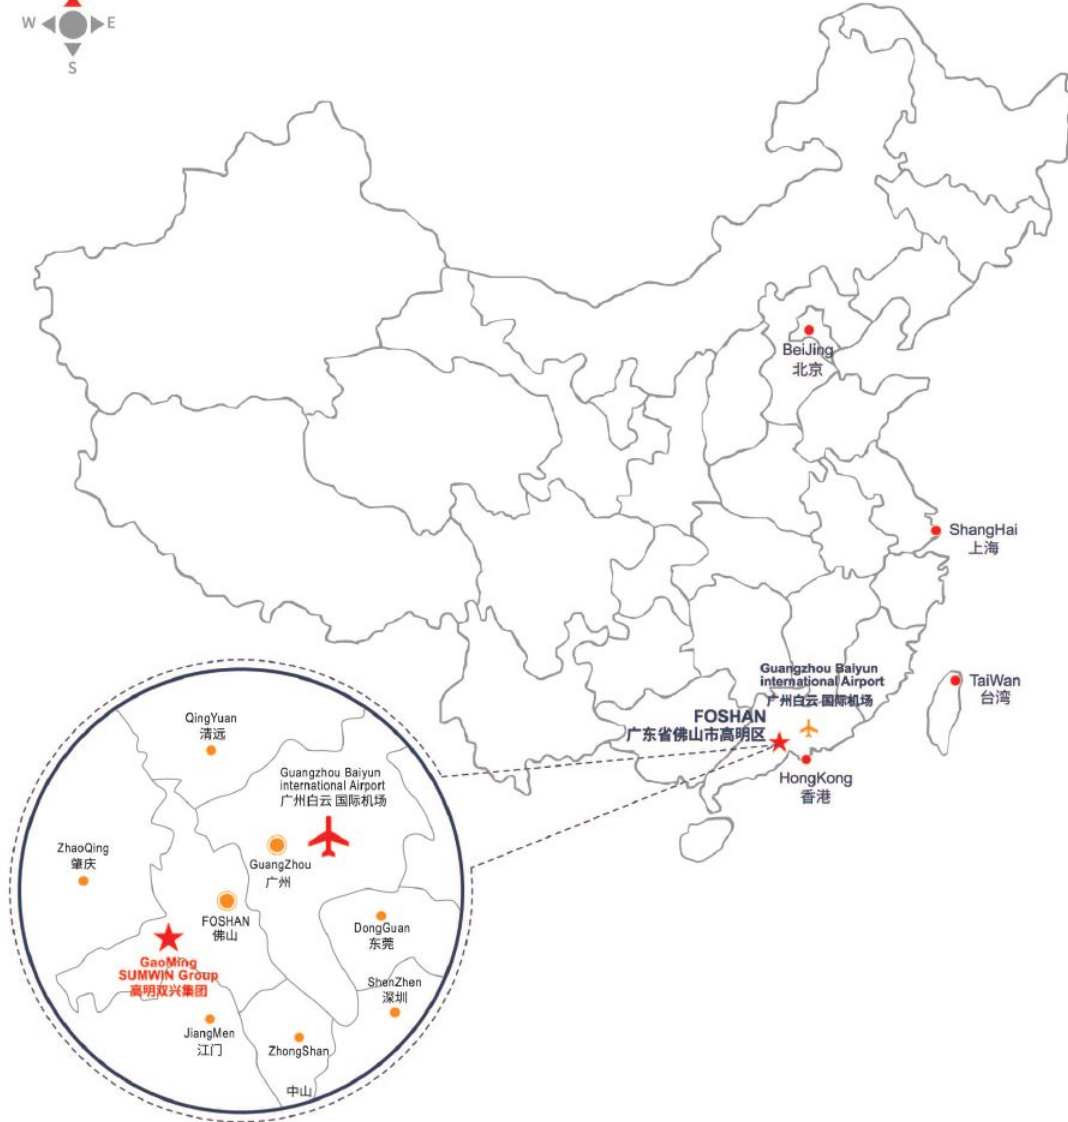 W
E
S
BeiJing
北京
ShangHai
上海
TaiWan
台湾
Guangzhou Baiyun
international Airport
广州白云国际机场
FOSHAN
广东省佛山市高明区
HongKong
香港
QingYuan
清远
Guangzhou Baiyun
international Airport
广州白云国际机场
ZhaoQing
肇庆
GuangZhou
广州
FOSHAN
佛山
DongGuan
东莞
GaoMing
SUMWIN Group
高明双兴集团
ShenZhen
深圳
JiangMen
江门
ZhongShan
中山